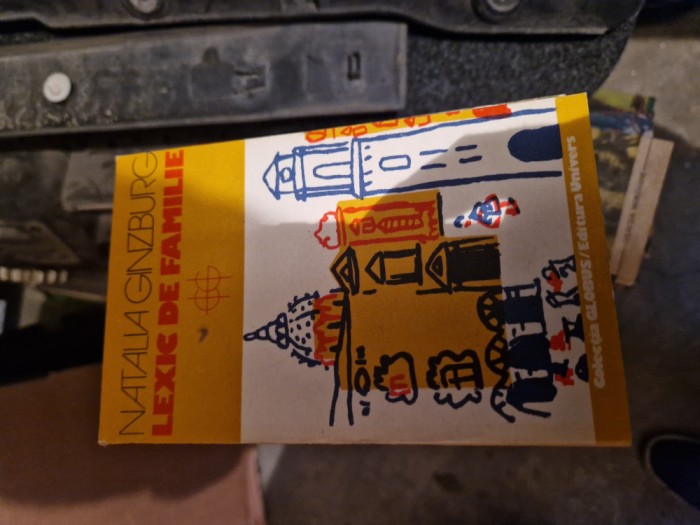 NATALIA GINZBURG
LEXIC DE FAMILIE
Colecția GLOBUS / Editura Univers